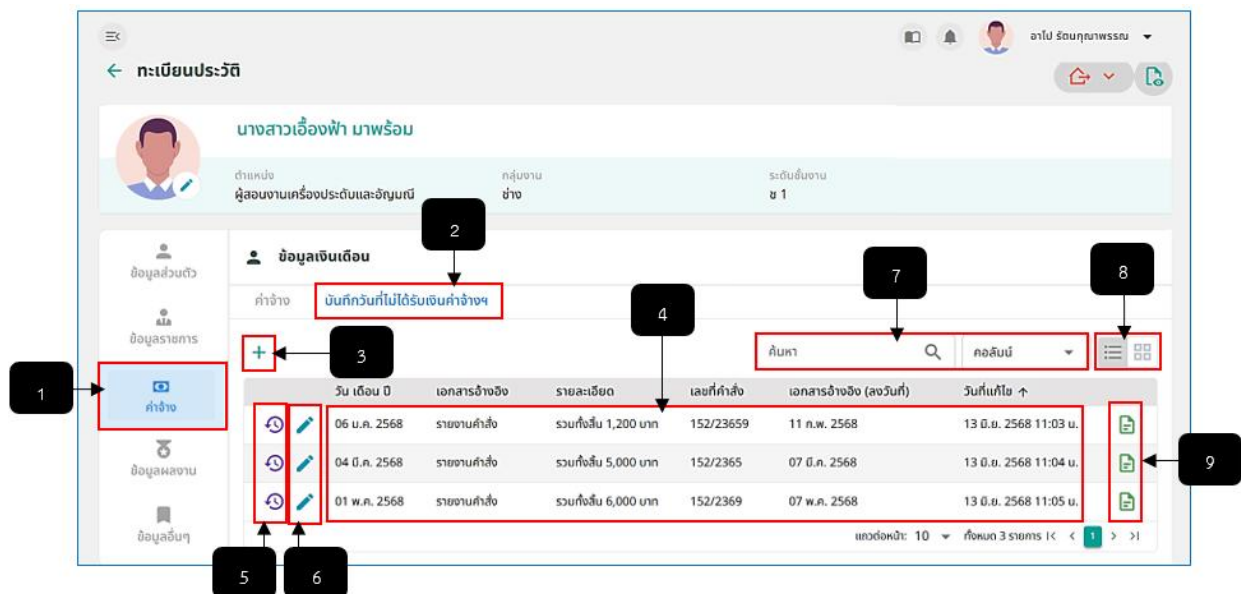 อาโป รัตนกุณาพรรณ
ทะเบียนประวัติ
นางสาวเอื้องฟ้า มาพร้อม
ตำแหน่ง กลุ่มงาน ระดับชั้นงาน
ผู้สอนงานเครื่องประดับและอัญมณี ช่าง ช 1
2
ข้อมูลส่วนตัว
ข้อมูลเงินเดือน
7
8
ค่าจ้าง บันทึกวันที่ไม่ได้รับเงินค่าจ้างฯ
4
ข้อมูลราชการ
3
ค้นหา คอลัมน์
1
ค่าจ้าง
วัน เดือน ปี เอกสารอ้างอิง รายละเอียด เลขที่คำสั่ง เอกสารอ้างอิง (ลงวันที่) วันที่แก้ไข
06 ม.ค. 2568 รายงานคำสั่ง รวมทั้งสิ้น 1,200 บาท 152/23659 11 ก.พ. 2568 13 มิ.ย. 2568 11:03 น.
ข้อมูลผลงาน
04 มี.ค. 2568 รายงานคำสั่ง รวมทั้งสิ้น 5,000 บาท 152/2365 07 มี.ค. 2568 13 มิ.ย. 2568 11:04 น.
9
01 พ.ค. 2568 รายงานคำสั่ง รวมทั้งสิ้น 6,000 บาท 152/2369 07 พ.ค. 2568 13 มิ.ย. 2568 11:05 น.
ข้อมูลอื่นๆ
แถวต่อหน้า: 10 ทั้งหมด 3 รายการ 1
5 6